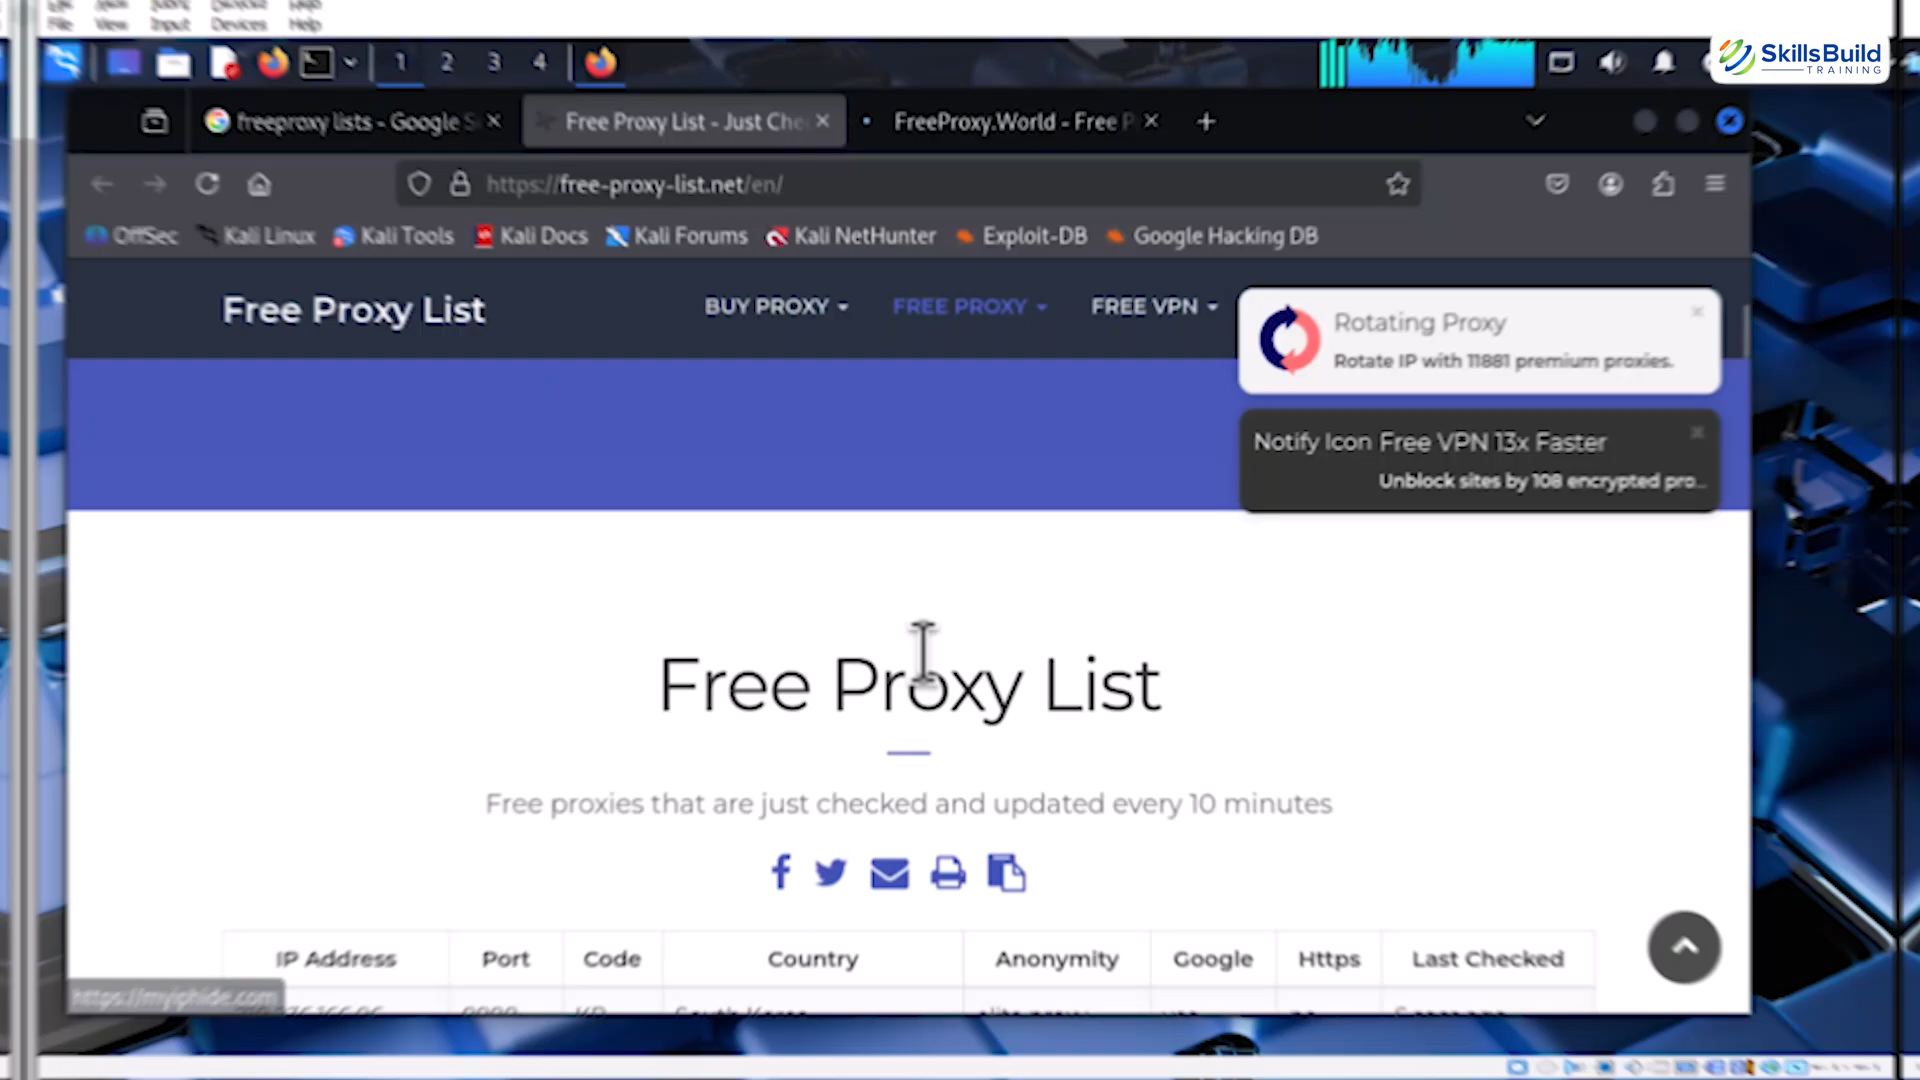 File View Input Devices Help
1 2 3 4
SkillsBuild
TRAINING
freeproxy lists - Google S
Free Proxy List - Just Che
FreeProxy.World - Free P
https://free-proxy-list.net/en/
OffSec Kali Linux Kali Tools Kali Docs Kali Forums Kali NetHunter Exploit-DB Google Hacking DB
Free Proxy List
BUY PROXY FREE PROXY FREE VPN
Rotating Proxy
Rotate IP with 11881 premium proxies.
Notify Icon Free VPN 13x Faster
Unblock sites by 108 encrypted pro...
Free Proxy List
Free proxies that are just checked and updated every 10 minutes
IP Address Port Code Country Anonymity Google Https Last Checked
https://myiphide.com
South Korea